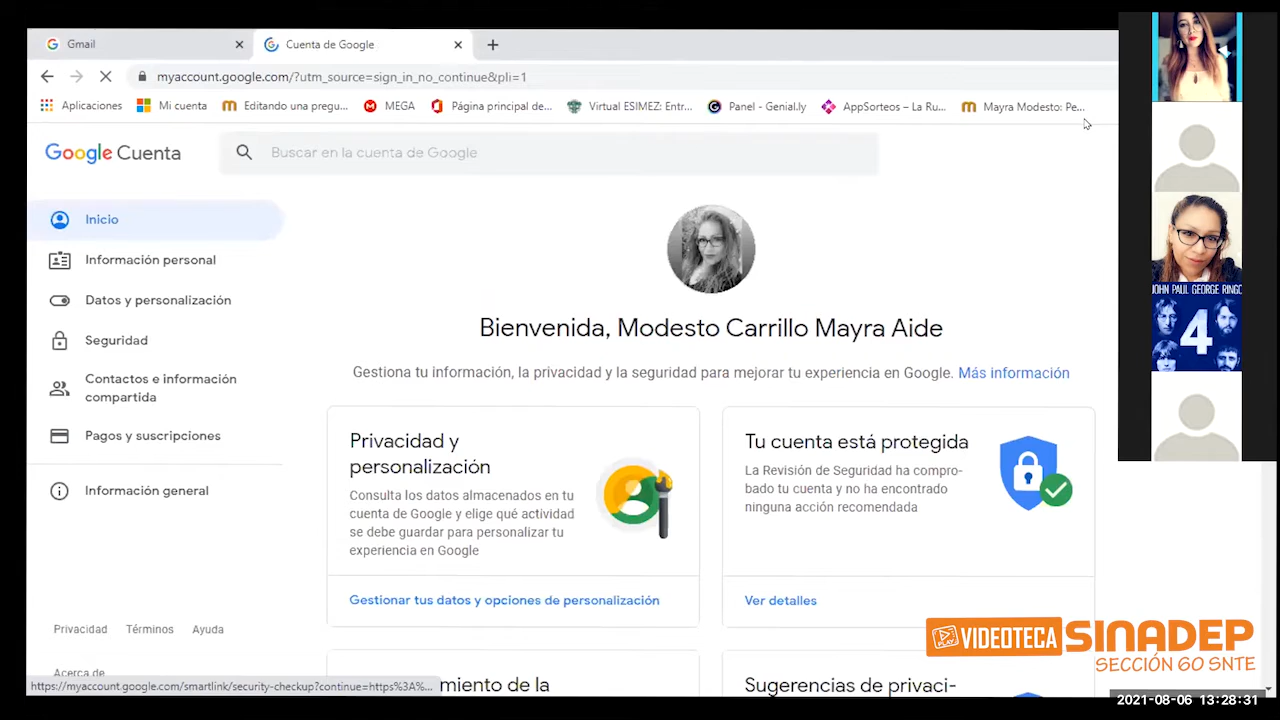 Gmail
Cuenta de Google
myaccount.google.com/?utm_source=sign_in_no_continue&pli=1
Aplicaciones
Mi cuenta
Editando una pregu...
MEGA
Página principal de...
Virtual ESIMEZ: Entr...
Panel - Genial.ly
AppSorteos – La Ru...
Mayra Modesto: Pe...
Google Cuenta
Buscar en la cuenta de Google
Inicio
Información personal
Datos y personalización
Seguridad
Contactos e información
compartida
Pagos y suscripciones
Información general
Privacidad Términos Ayuda
Acerca de
https://myaccount.google.com/smartlink/security-checkup?continue=https%3A%...
Bienvenida, Modesto Carrillo Mayra Aide
Gestiona tu información, la privacidad y la seguridad para mejorar tu experiencia en Google. Más información
Privacidad y
personalización
Consulta los datos almacenados en tu
cuenta de Google y elige qué actividad
se debe guardar para personalizar tu
experiencia en Google
Gestionar tus datos y opciones de personalización
Tu cuenta está protegida
La Revisión de Seguridad ha compro-
bado tu cuenta y no ha encontrado
ninguna acción recomendada
Ver detalles
miento de la
Sugerencias de privaci-
JOHN PAUL GEORGE RINGO
4
PLAY
VIDEOTECA SINADEP
SECCIÓN 60 SNTE
2021-08-06 13:28:31